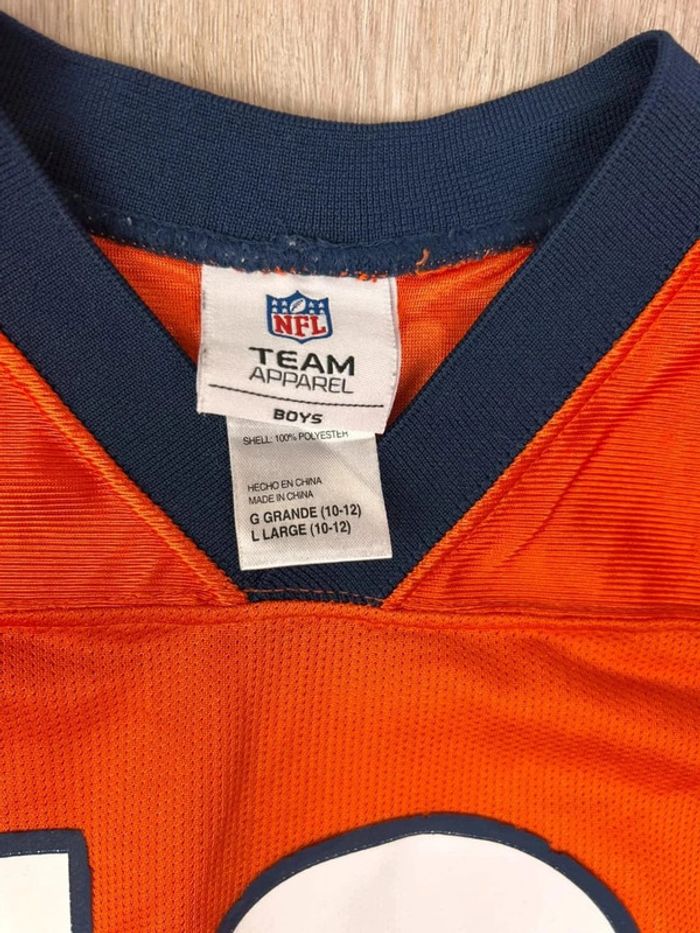 NFL
TEAM
APPAREL
BOYS
SHELL: 100% POLYESTER
HECHO EN CHINA
MADE IN CHINA
G GRANDE (10-12)
L LARGE (10-12)